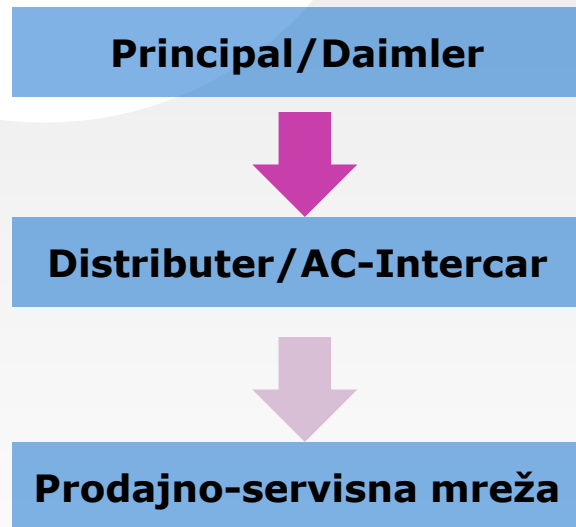 Principal/Daimler
Distributer/AC-Intercar
Prodajno-servisna mreža